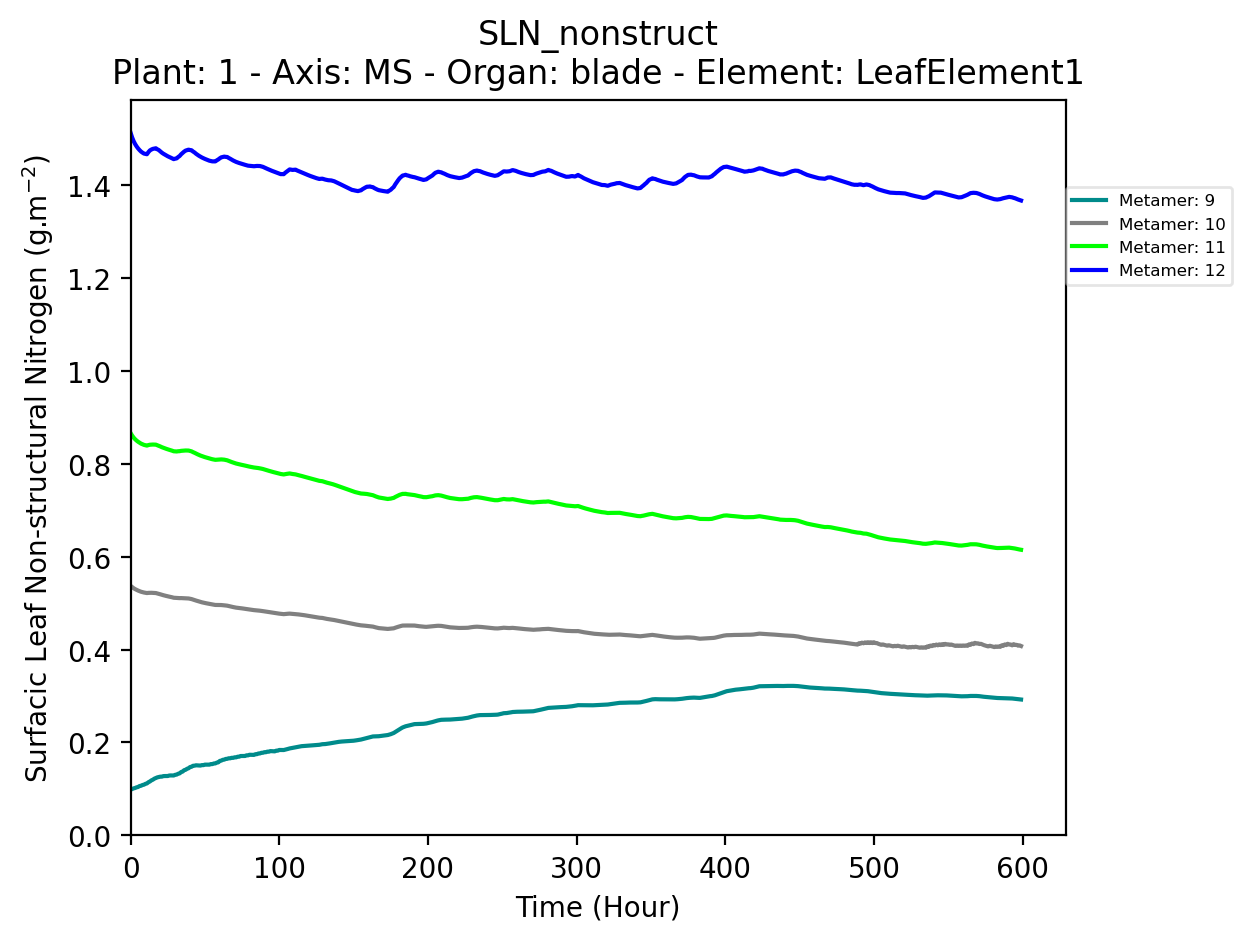 SLN_nonstruct
Plant: 1 - Axis: MS - Organ: blade - Element: LeafElement1
Surfacic Leaf Non-structural Nitrogen (g.m⁻²)
1.4
1.2
1.0
0.8
0.6
0.4
0.2
0.0
0 100 200 300 400 500 600
Time (Hour)
Metamer: 9
Metamer: 10
Metamer: 11
Metamer: 12